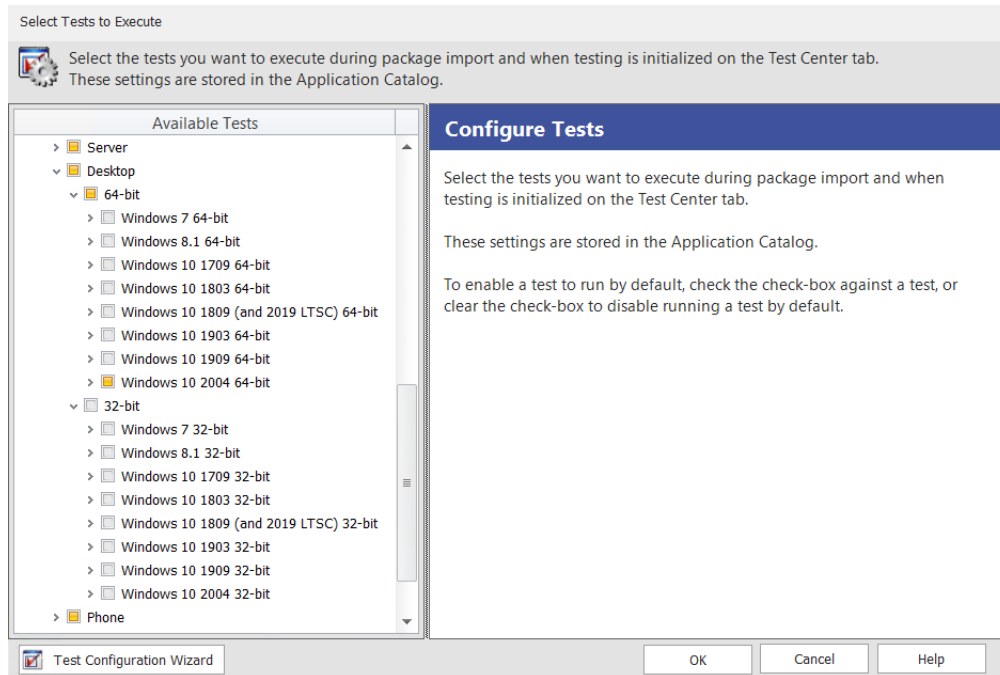 Select Tests to Execute
Select the tests you want to execute during package import and when testing is initialized on the Test Center tab.
These settings are stored in the Application Catalog.
Available Tests
Server
Desktop
64-bit
Windows 7 64-bit
Windows 8.1 64-bit
Windows 10 1709 64-bit
Windows 10 1803 64-bit
Windows 10 1809 (and 2019 LTSC) 64-bit
Windows 10 1903 64-bit
Windows 10 1909 64-bit
Windows 10 2004 64-bit
32-bit
Windows 7 32-bit
Windows 8.1 32-bit
Windows 10 1709 32-bit
Windows 10 1803 32-bit
Windows 10 1809 (and 2019 LTSC) 32-bit
Windows 10 1903 32-bit
Windows 10 1909 32-bit
Windows 10 2004 32-bit
Phone
Configure Tests
Select the tests you want to execute during package import and when
testing is initialized on the Test Center tab.
These settings are stored in the Application Catalog.
To enable a test to run by default, check the check-box against a test, or
clear the check-box to disable running a test by default.
Test Configuration Wizard
OK
Cancel
Help